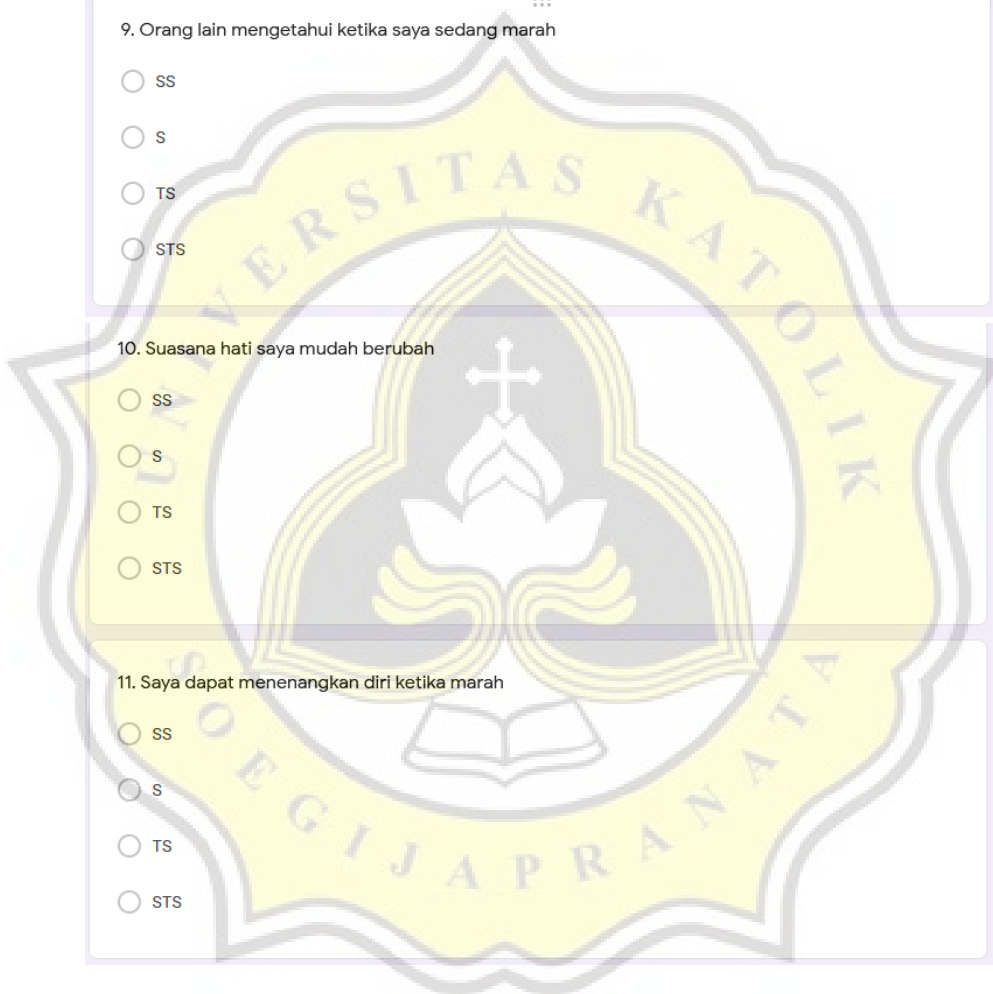 9. Orang lain mengetahui ketika saya sedang marah
SS
S
TS
STS
10. Suasana hati saya mudah berubah
SS
S
TS
STS
11. Saya dapat menenangkan diri ketika marah
SS
S
TS
STS
UNIVERSITAS KATOLIK
SOEGIJAPRANATA